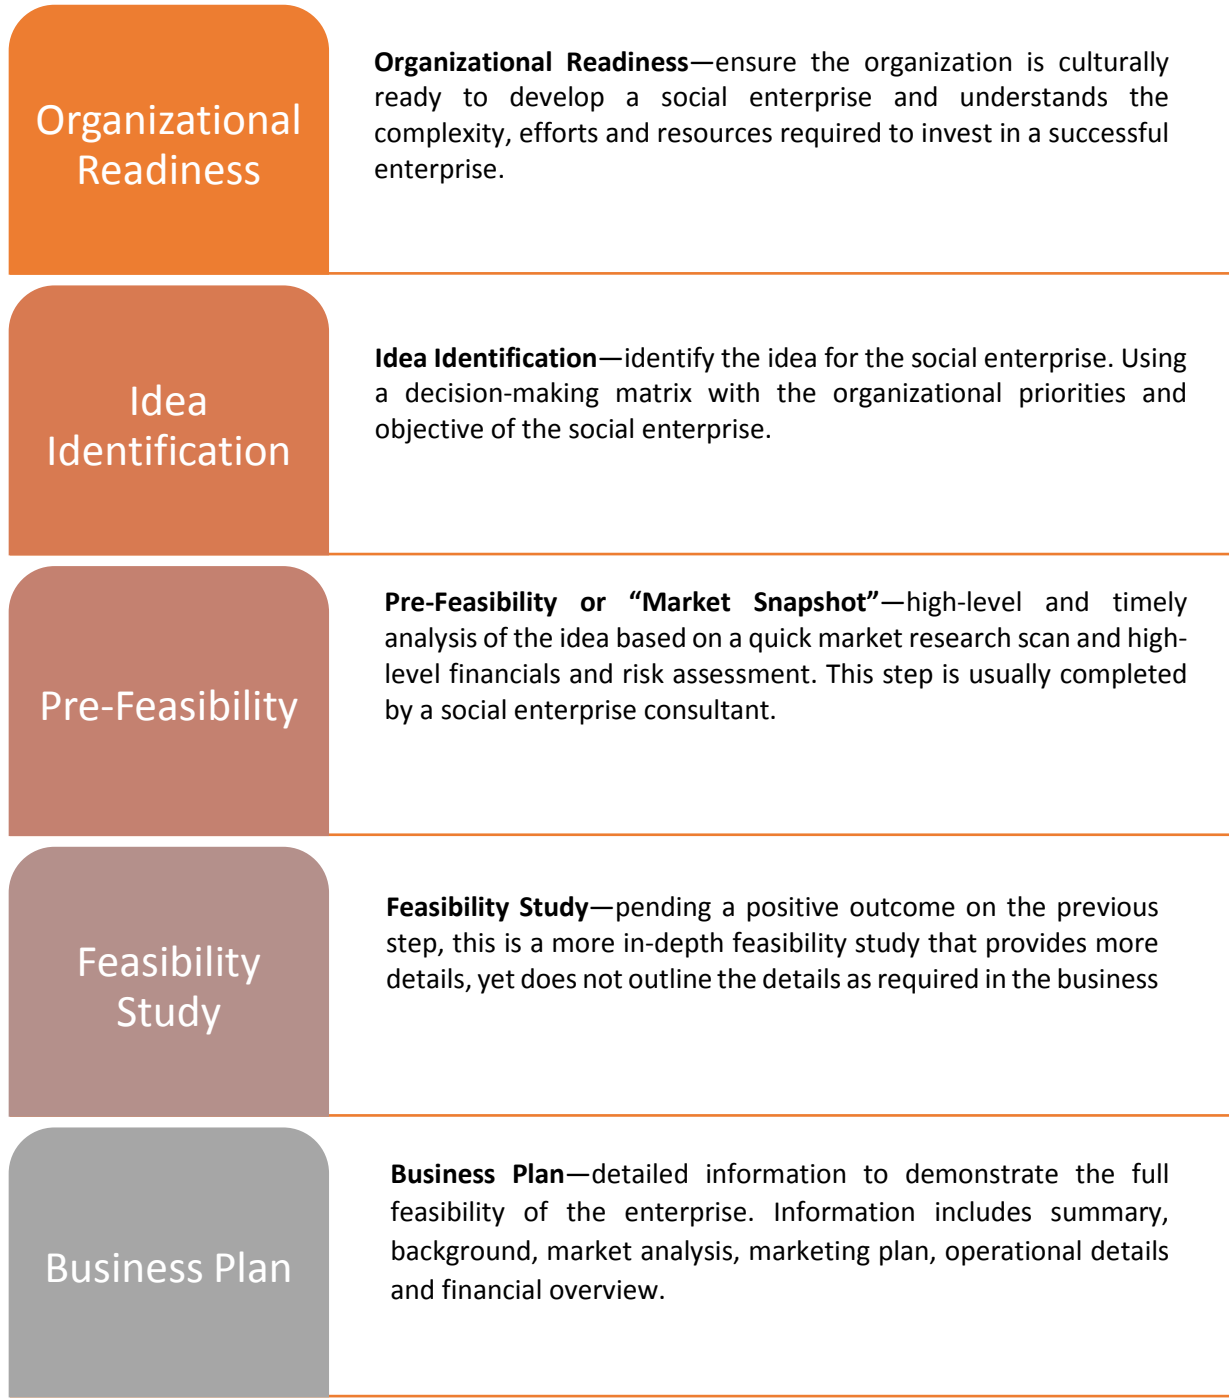 Organizational
Readiness
Organizational Readiness—ensure the organization is culturally
ready to develop a social enterprise and understands the
complexity, efforts and resources required to invest in a successful
enterprise.
Idea
Identification
Idea Identification—identify the idea for the social enterprise. Using
a decision-making matrix with the organizational priorities and
objective of the social enterprise.
Pre-Feasibility
Pre-Feasibility or “Market Snapshot”—high-level and timely
analysis of the idea based on a quick market research scan and high-
level financials and risk assessment. This step is usually completed
by a social enterprise consultant.
Feasibility
Study
Feasibility Study—pending a positive outcome on the previous
step, this is a more in-depth feasibility study that provides more
details, yet does not outline the details as required in the business
Business Plan
Business Plan—detailed information to demonstrate the full
feasibility of the enterprise. Information includes summary,
background, market analysis, marketing plan, operational details
and financial overview.